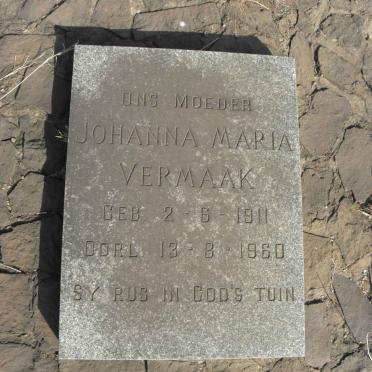 ONS MOEDER
JOHANNA MARIA
VERMAAK
GEB. 2-6-1911
OORL. 13-8-1960
SY RUS IN GOD'S TUIN